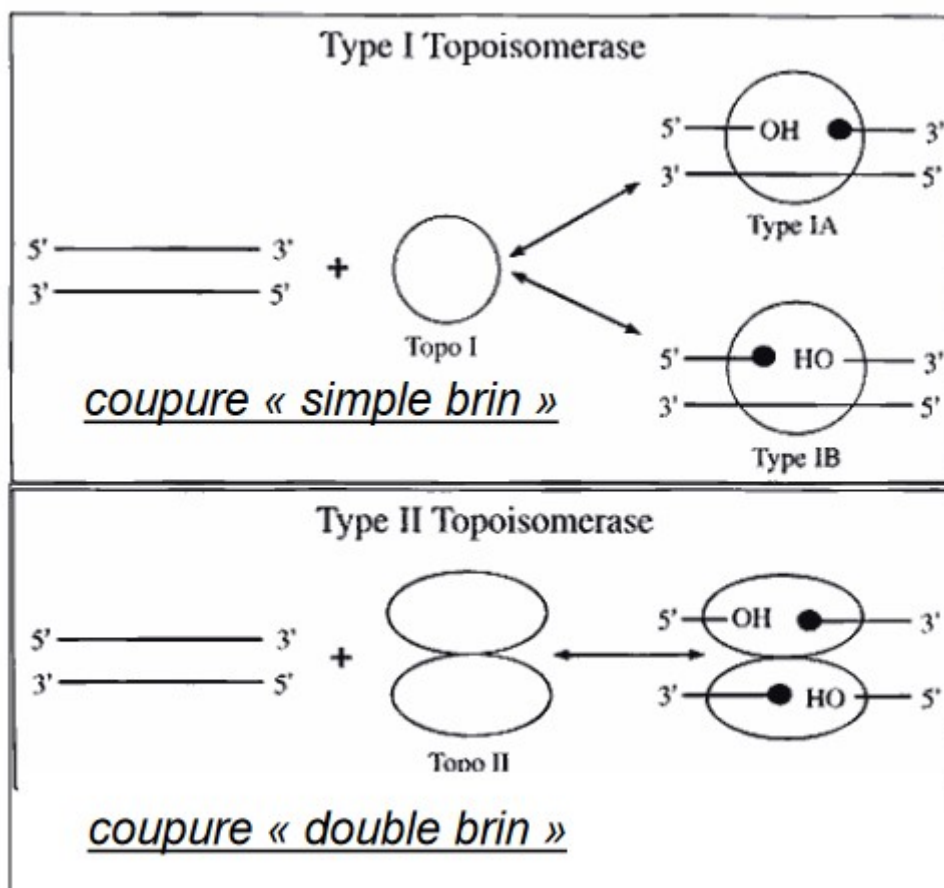 Type I Topoisomerase
5' OH 3'
3' 5'
Type IA
5' 3'
3' 5'
+
Topo I
5' HO 3'
3' 5'
Type IB
coupure « simple brin »
Type II Topoisomerase
5' 3'
3' 5'
+
Topo II
5' OH 3'
3' HO 5'
coupure « double brin »